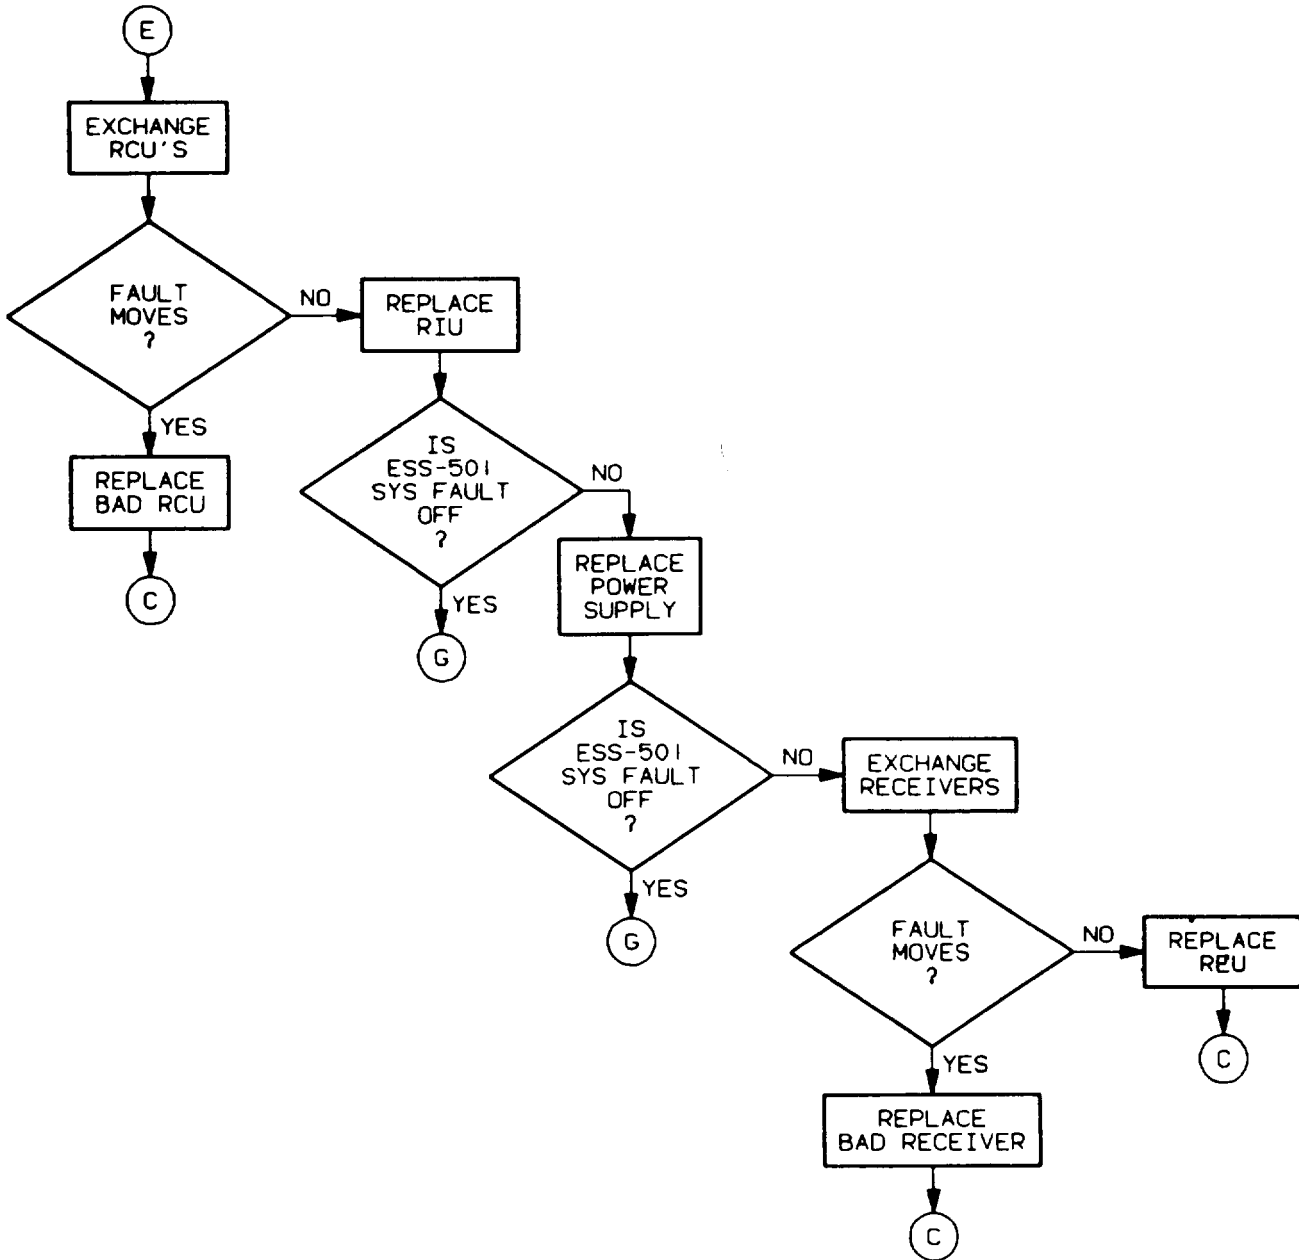 E
EXCHANGE
RCU'S
FAULT
MOVES
?
NO
REPLACE
RIU
YES
REPLACE
BAD RCU
C
IS
ESS-501
SYS FAULT
OFF
?
NO
YES
G
REPLACE
POWER
SUPPLY
IS
ESS-501
SYS FAULT
OFF
?
NO
YES
G
EXCHANGE
RECEIVERS
FAULT
MOVES
?
NO
REPLACE
REU
C
YES
REPLACE
BAD RECEIVER
C